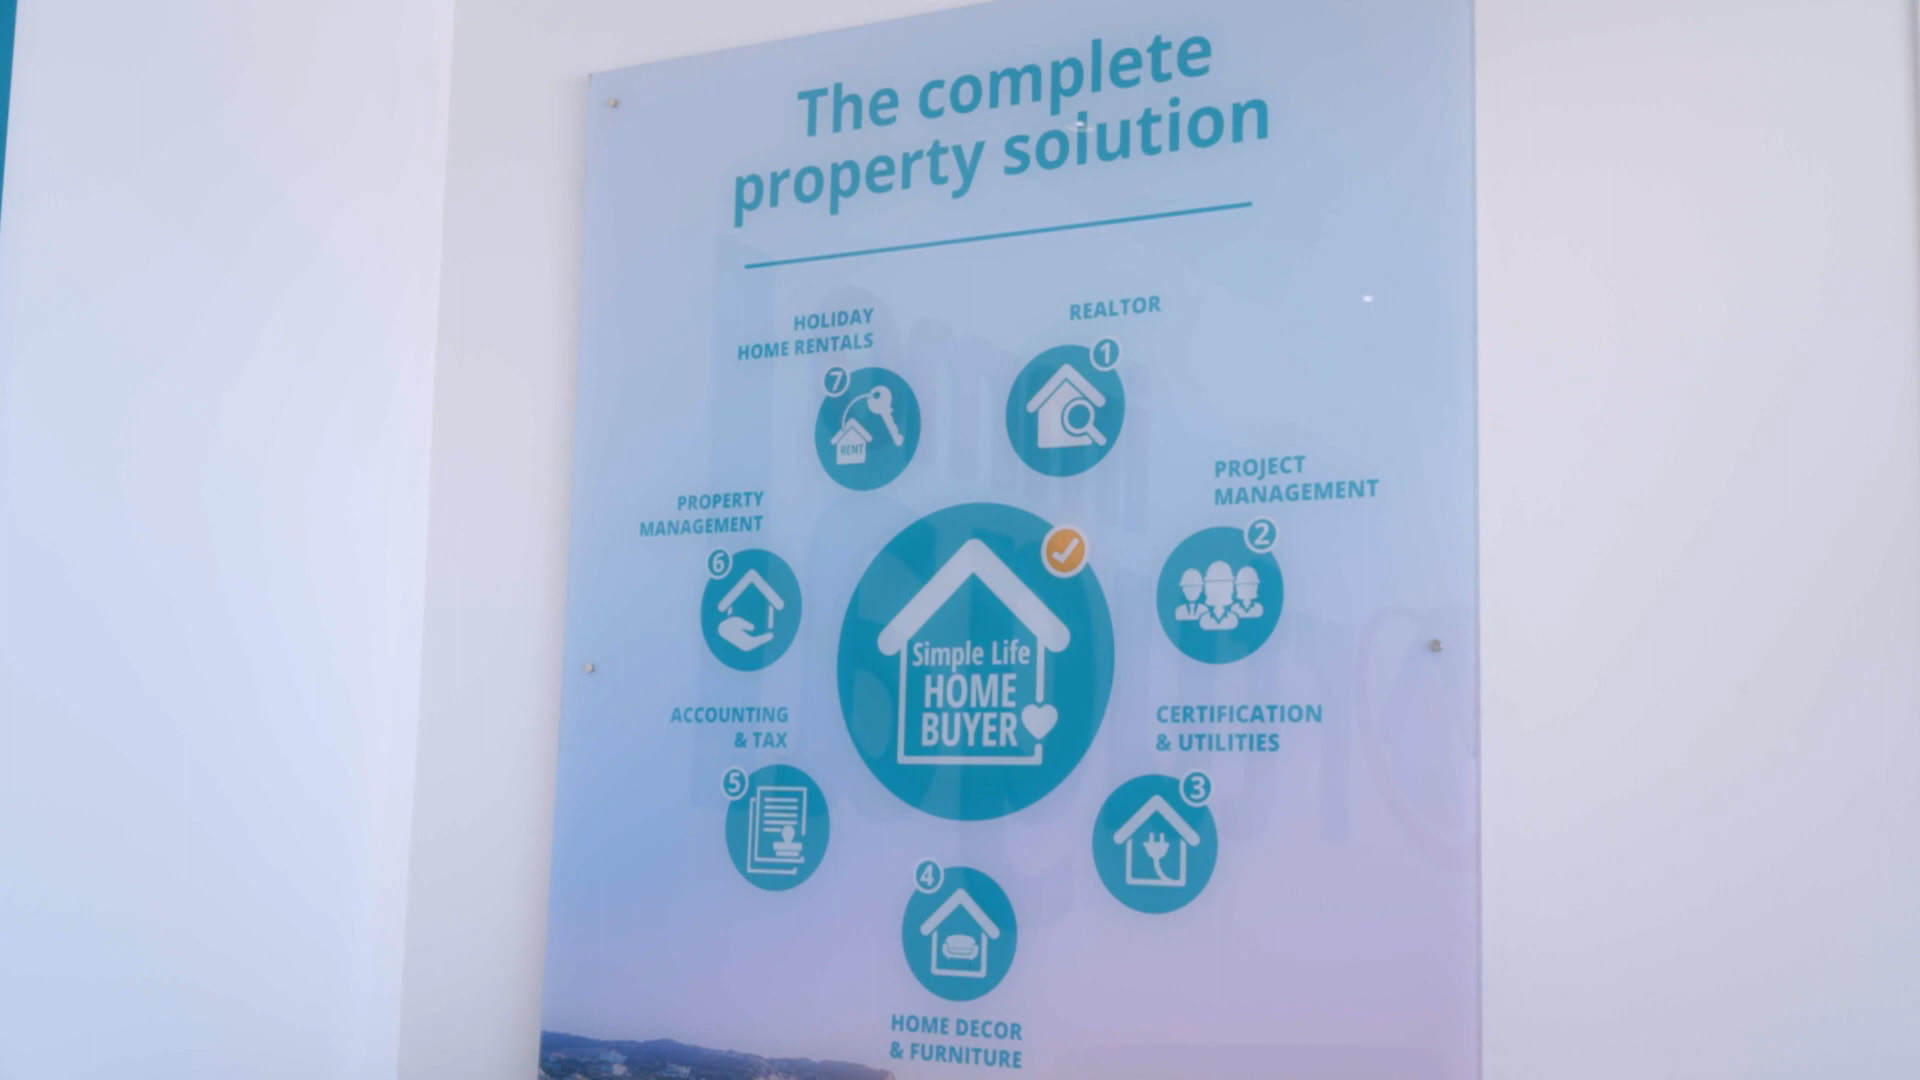 The complete
property solution
HOLIDAY
HOME RENTALS
7
RENT
REALTOR
1
PROJECT
MANAGEMENT
2
PROPERTY
MANAGEMENT
6
Simple Life
HOME
BUYER
ACCOUNTING
& TAX
5
CERTIFICATION
& UTILITIES
3
4
HOME DECOR
& FURNITURE